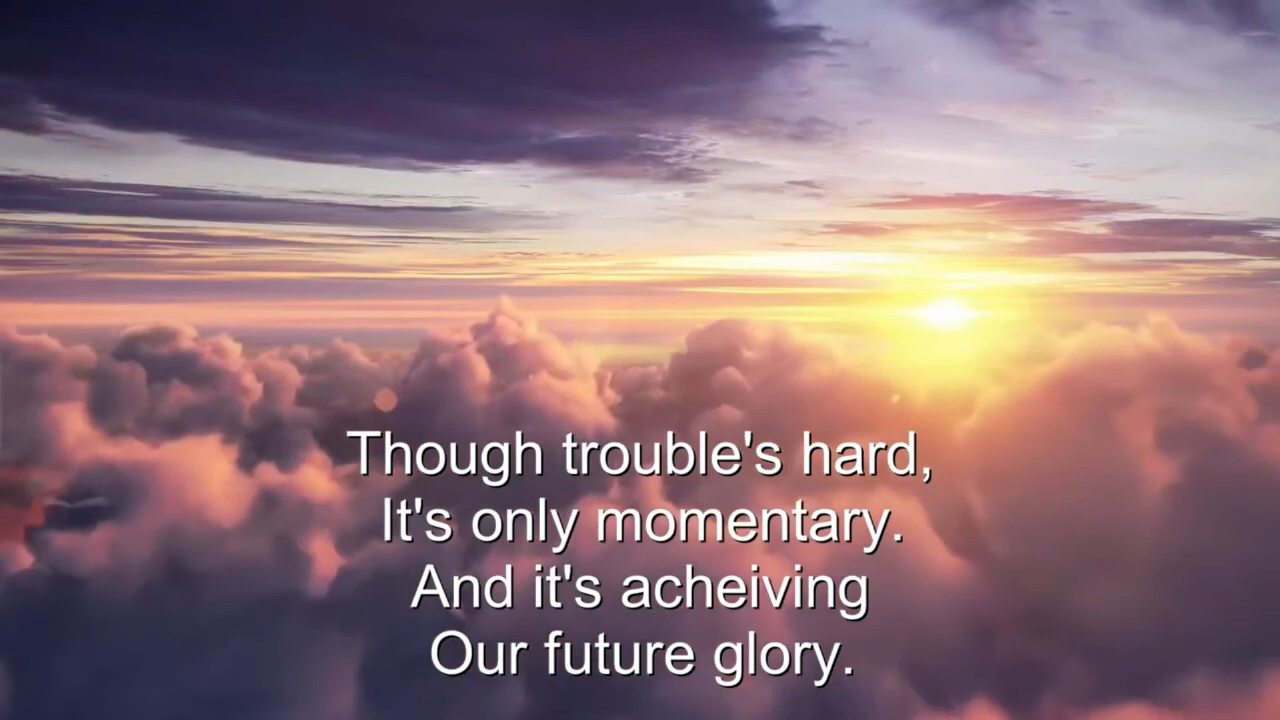 Though trouble's hard,
It's only momentary.
And it's acheiving
Our future glory.